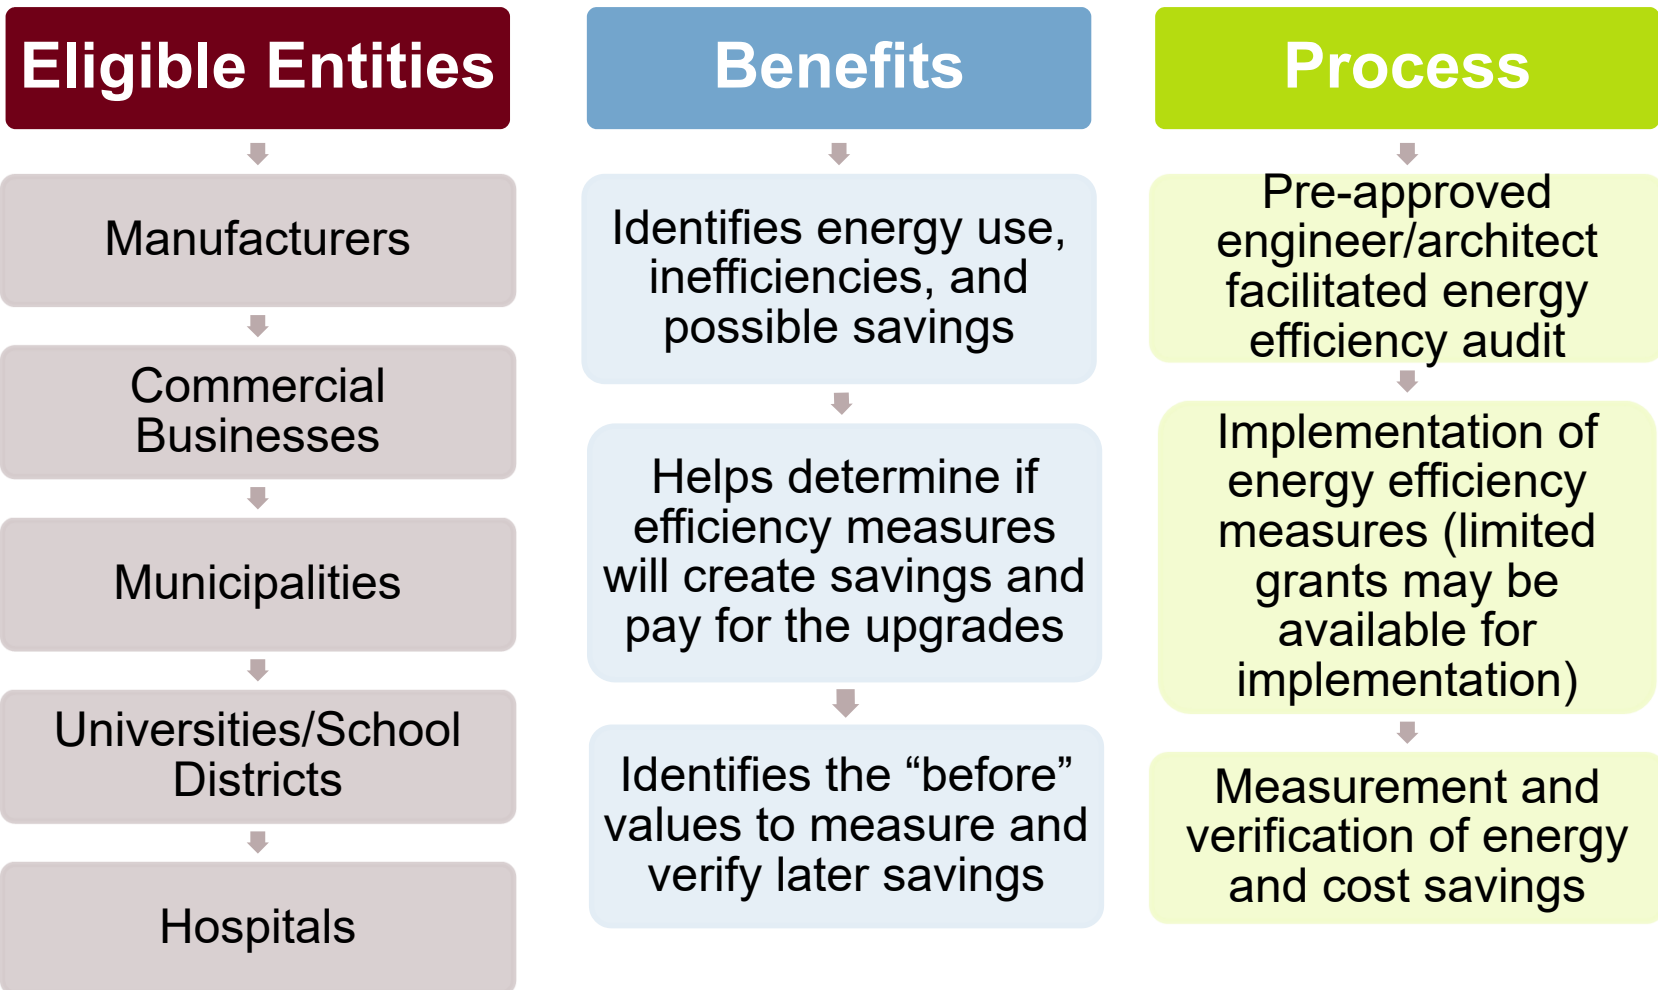 Eligible Entities
Manufacturers
Commercial
Businesses
Municipalities
Universities/School
Districts
Hospitals
Benefits
Identifies energy use,
inefficiencies, and
possible savings
Helps determine if
efficiency measures
will create savings and
pay for the upgrades
Identifies the “before”
values to measure and
verify later savings
Process
Pre-approved
engineer/architect
facilitated energy
efficiency audit
Implementation of
energy efficiency
measures (limited
grants may be
available for
implementation)
Measurement and
verification of energy
and cost savings